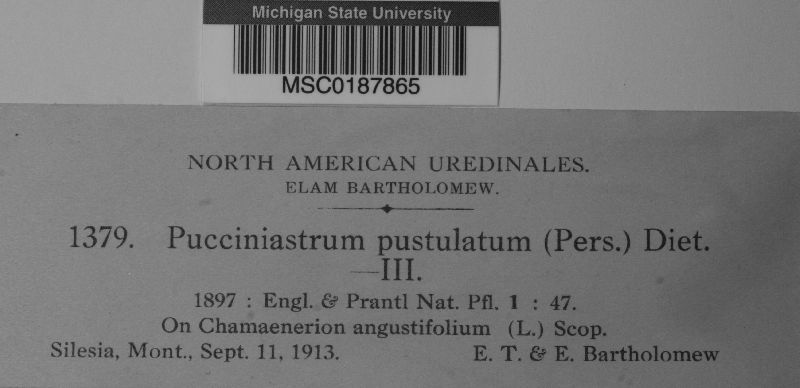 Michigan State University
MSC0187865
NORTH AMERICAN UREDINALES.
ELAM BARTHOLOMEW.
1379. Pucciniastrum pustulatum (Pers.) Diet.
—III.
1897 : Engl. & Prantl Nat. Pfl. 1 : 47.
On Chamaenerion angustifolium (L.) Scop.
Silesia, Mont., Sept. 11, 1913. E. T. & E. Bartholomew